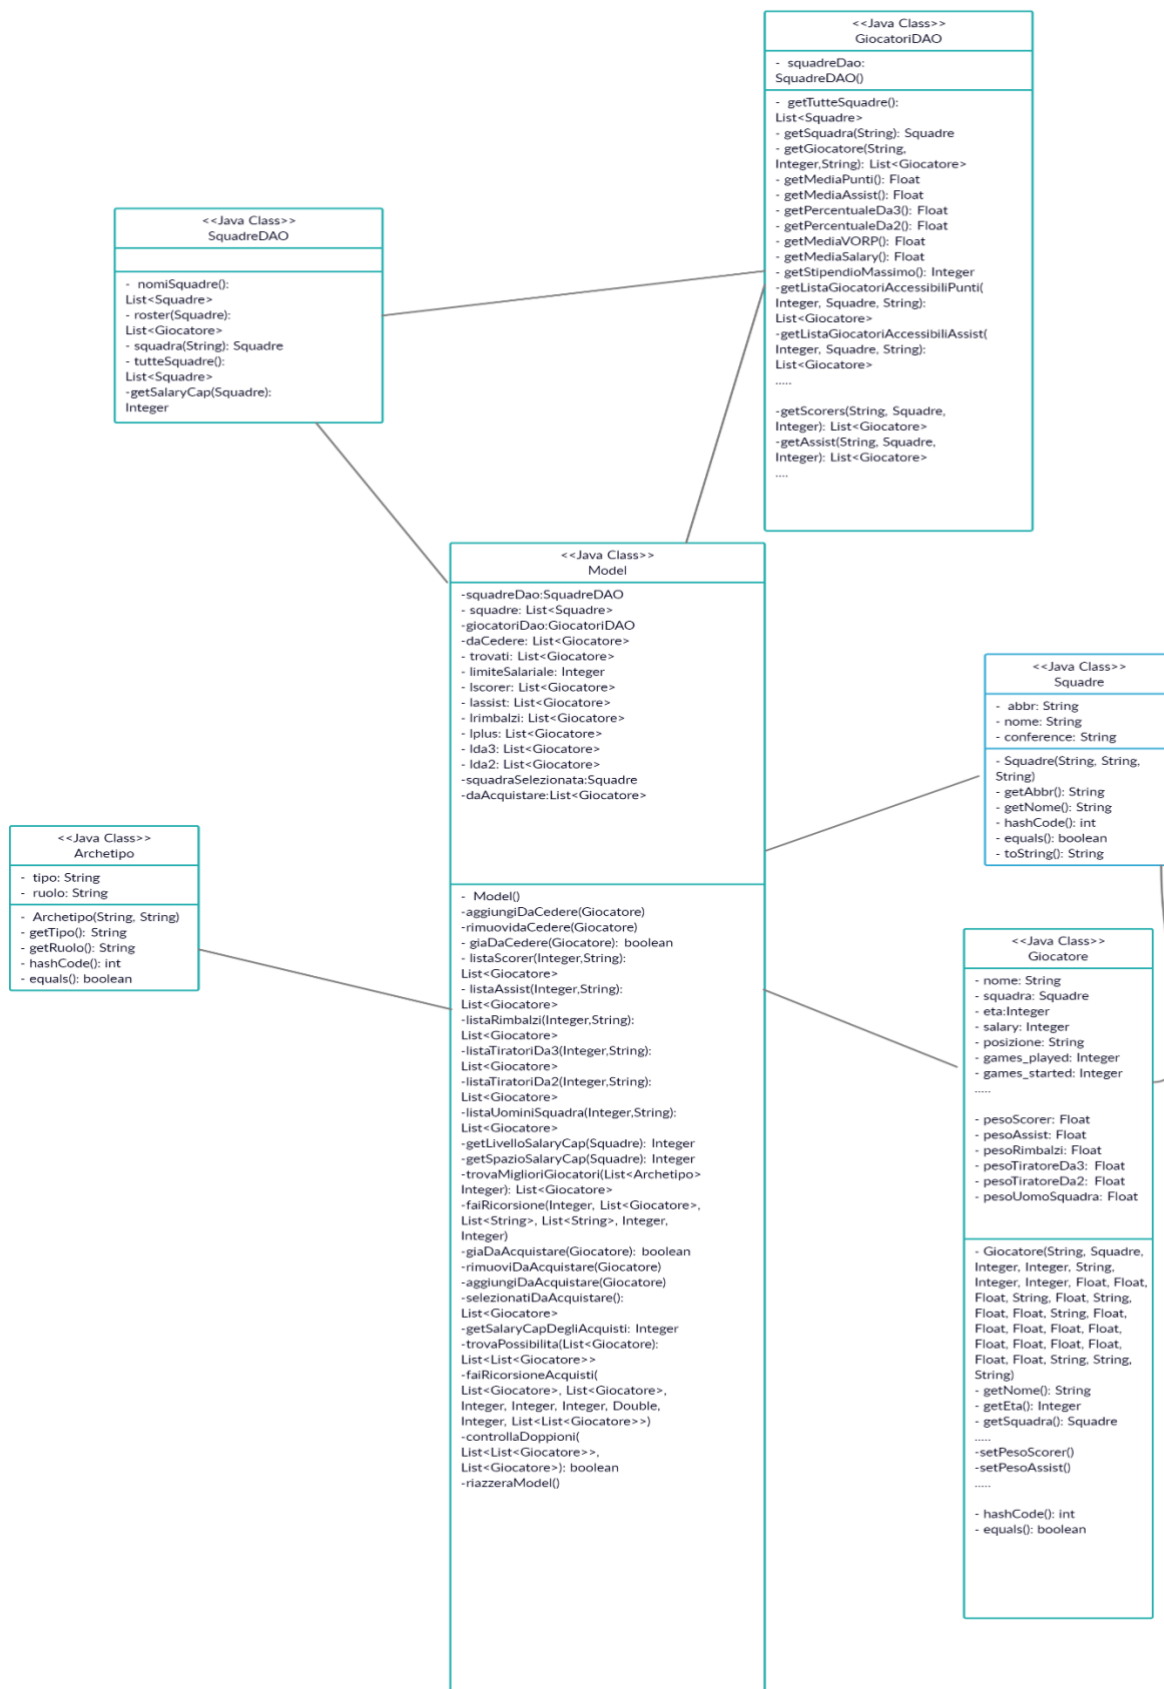 <<Java Class>>
GiocatoriDAO
- squadreDao:
SquadreDAO()
- getTutteSquadre():
List<Squadre>
- getSquadra(String): Squadre
- getGiocatore(String,
Integer,String): List<Giocatore>
- getMediaPunti(): Float
- getMediaAssist(): Float
- getPercentualeDa3(): Float
- getPercentualeDa2(): Float
- getMediaVORP(): Float
- getMediaSalary(): Float
- getStipendioMassimo(): Integer
-getListaGiocatoriAccessibiliPunti(
Integer, Squadre, String):
List<Giocatore>
-getListaGiocatoriAccessibiliAssist(
Integer, Squadre, String):
List<Giocatore>
.....
-getScorers(String, Squadre,
Integer): List<Giocatore>
-getAssist(String, Squadre,
Integer): List<Giocatore>
....
<<Java Class>>
SquadreDAO
- nomiSquadre():
List<Squadre>
- roster(Squadre):
List<Giocatore>
- squadra(String): Squadre
- tutteSquadre():
List<Squadre>
-getSalaryCap(Squadre):
Integer
<<Java Class>>
Model
-squadreDao:SquadreDAO
- squadre: List<Squadre>
-giocatoriDao:GiocatoriDAO
-daCedere: List<Giocatore>
- trovati: List<Giocatore>
- limiteSalariale: Integer
- lscorer: List<Giocatore>
- lassist: List<Giocatore>
- lrimbalzi: List<Giocatore>
- lplus: List<Giocatore>
- lda3: List<Giocatore>
- lda2: List<Giocatore>
-squadraSelezionata:Squadre
-daAcquistare:List<Giocatore>
- Model()
-aggiungiDaCedere(Giocatore)
-rimuovidaCedere(Giocatore)
- giaDaCedere(Giocatore): boolean
- listaScorer(Integer,String):
List<Giocatore>
- listaAssist(Integer,String):
List<Giocatore>
-listaRimbalzi(Integer,String):
List<Giocatore>
-listaTiratoriDa3(Integer,String):
List<Giocatore>
-listaTiratoriDa2(Integer,String):
List<Giocatore>
-listaUominiSquadra(Integer,String):
List<Giocatore>
-getLivelloSalaryCap(Squadre): Integer
-getSpazioSalaryCap(Squadre): Integer
-trovaMiglioriGiocatori(List<Archetipo>
Integer): List<Giocatore>
-faiRicorsione(Integer, List<Giocatore>,
List<String>, List<String>, Integer,
Integer)
-giaDaAcquistare(Giocatore): boolean
-rimuoviDaAcquistare(Giocatore)
-aggiungiDaAcquistare(Giocatore)
-selezionatiDaAcquistare():
List<Giocatore>
-getSalaryCapDegliAcquisti: Integer
-trovaPossibilita(List<Giocatore):
List<List<Giocatore>>
-faiRicorsioneAcquisti(
List<Giocatore>, List<Giocatore>,
Integer, Integer, Integer, Double,
Integer, List<List<Giocatore>>)
-controllaDoppioni(
List<List<Giocatore>>,
List<Giocatore>): boolean
-riazzeraModel()
<<Java Class>>
Archetipo
- tipo: String
- ruolo: String
- Archetipo(String, String)
- getTipo(): String
- getRuolo(): String
- hashCode(): int
- equals(): boolean
<<Java Class>>
Squadre
- abbr: String
- nome: String
- conference: String
- Squadre(String, String,
String)
- getAbbr(): String
- getNome(): String
- hashCode(): int
- equals(): boolean
- toString(): String
<<Java Class>>
Giocatore
- nome: String
- squadra: Squadre
- eta:Integer
- salary: Integer
- posizione: String
- games_played: Integer
- games_started: Integer
.....
- pesoScorer: Float
- pesoAssist: Float
- pesoRimbalzi: Float
- pesoTiratoreDa3: Float
- pesoTiratoreDa2: Float
- pesoUomoSquadra: Float
- Giocatore(String, Squadre,
Integer, Integer, String,
Integer, Integer, Float, Float,
Float, String, Float, String,
Float, Float, String, Float,
Float, Float, Float, Float,
Float, Float, Float, Float,
Float, Float, String, String,
String)
- getNome(): String
- getEta(): Integer
- getSquadra(): Squadre
.....
-setPesoScorer()
-setPesoAssist()
.....
- hashCode(): int
- equals(): boolean